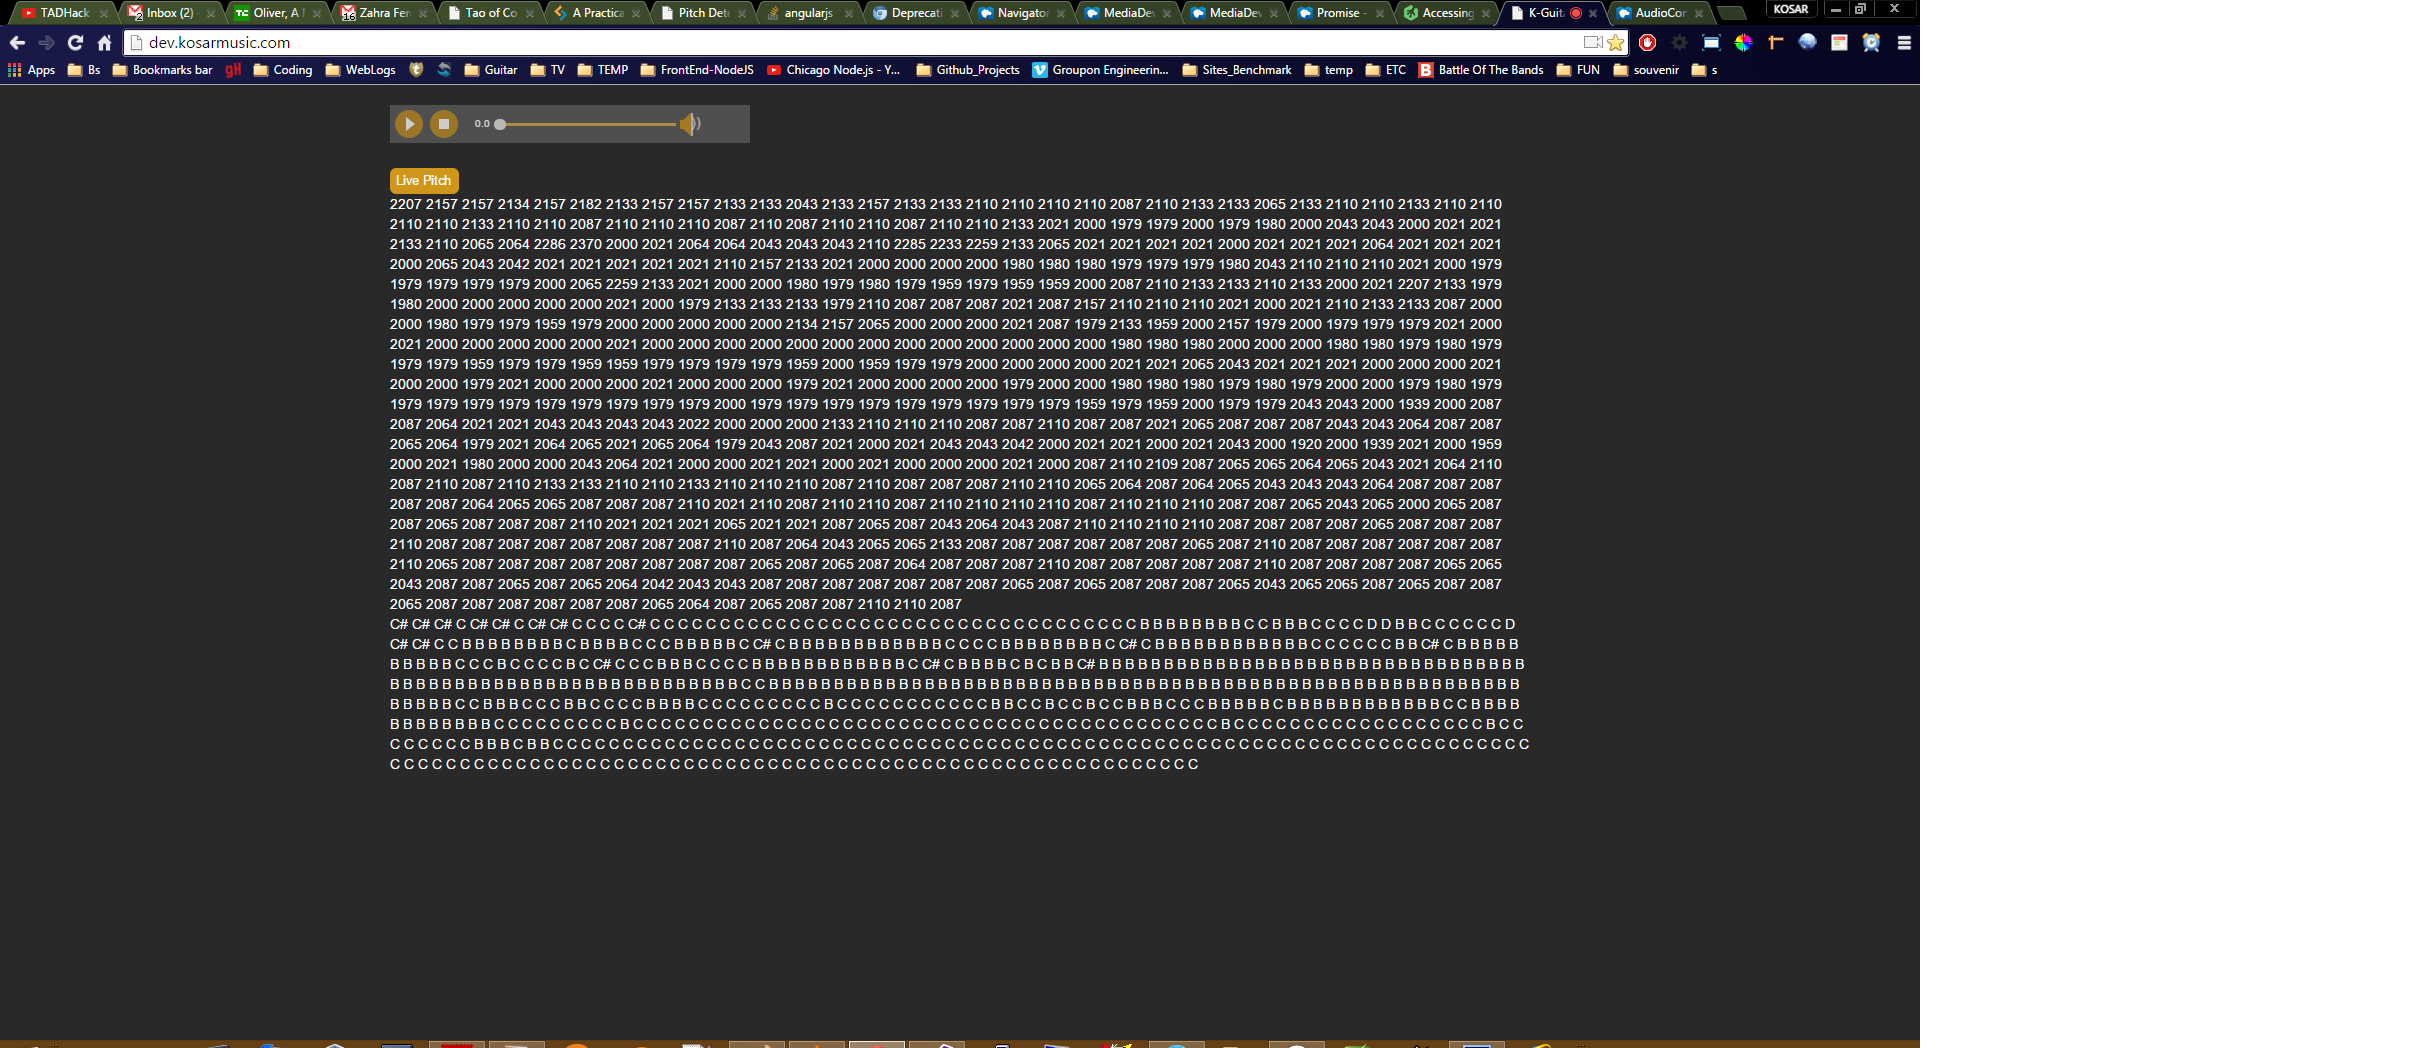 TADHack
Inbox (2)
Oliver, A
Zahra Fer
Tao of Co
A Practica
Pitch Det
angularjs
Deprecati
Navigator
MediaDev
MediaDev
Promise -
Accessing
K-Guita
AudioCon
KOSAR
dev.kosarmusic.com
Apps Bs Bookmarks bar gH Coding WebLogs Guitar TV TEMP FrontEnd-NodeJS Chicago Node.js - Y... Github_Projects Groupon Engineerin... Sites_Benchmark temp ETC Battle Of The Bands FUN souvenir s
0.0
Live Pitch
2207 2157 2157 2134 2157 2182 2133 2157 2157 2133 2133 2043 2133 2157 2133 2133 2110 2110 2110 2110 2087 2110 2133 2133 2065 2133 2110 2110 2133 2110 2110
2110 2110 2133 2110 2110 2087 2110 2110 2110 2087 2110 2087 2110 2110 2087 2110 2110 2133 2021 2000 1979 1979 2000 1979 1980 2000 2043 2043 2000 2021 2021
2133 2110 2065 2064 2286 2370 2000 2021 2064 2064 2043 2043 2043 2110 2285 2233 2259 2133 2065 2021 2021 2021 2021 2000 2021 2021 2021 2064 2021 2021 2021
2000 2065 2043 2042 2021 2021 2021 2021 2021 2110 2157 2133 2021 2000 2000 2000 2000 1980 1980 1980 1979 1979 1979 1980 2043 2110 2110 2110 2021 2000 1979
1979 1979 1979 1979 2000 2065 2259 2133 2021 2000 2000 1980 1979 1980 1979 1959 1979 1959 1959 2000 2087 2110 2133 2133 2110 2133 2000 2021 2207 2133 1979
1980 2000 2000 2000 2000 2000 2021 2000 1979 2133 2133 2133 1979 2110 2087 2087 2087 2021 2087 2157 2110 2110 2110 2021 2000 2021 2110 2133 2133 2087 2000
2000 1980 1979 1979 1959 1979 2000 2000 2000 2000 2000 2134 2157 2065 2000 2000 2000 2021 2087 1979 2133 1959 2000 2157 1979 2000 1979 1979 1979 2021 2000
2021 2000 2000 2000 2000 2000 2021 2000 2000 2000 2000 2000 2000 2000 2000 2000 2000 2000 2000 2000 1980 1980 1980 2000 2000 2000 1980 1980 1979 1980 1979
1979 1979 1959 1979 1979 1959 1959 1979 1979 1979 1979 1959 2000 1959 1979 1979 2000 2000 2000 2000 2021 2021 2065 2043 2021 2021 2021 2000 2000 2000 2021
2000 2000 1979 2021 2000 2000 2000 2021 2000 2000 2000 1979 2021 2000 2000 2000 2000 1979 2000 2000 1980 1980 1980 1979 1980 1979 2000 2000 1979 1980 1979
1979 1979 1979 1979 1979 1979 1979 1979 1979 2000 1979 1979 1979 1979 1979 1979 1979 1979 1979 1959 1979 1959 2000 1979 1979 2043 2043 2000 1939 2000 2087
2087 2064 2021 2021 2043 2043 2043 2043 2022 2000 2000 2000 2133 2110 2110 2110 2087 2087 2110 2087 2087 2021 2065 2087 2087 2087 2043 2043 2064 2087 2087
2065 2064 1979 2021 2064 2065 2021 2065 2064 1979 2043 2087 2021 2000 2021 2043 2043 2042 2000 2021 2021 2000 2021 2043 2000 1920 2000 1939 2021 2000 1959
2000 2021 1980 2000 2000 2043 2064 2021 2000 2000 2021 2021 2000 2021 2000 2000 2000 2021 2000 2087 2110 2109 2087 2065 2065 2064 2065 2043 2021 2064 2110
2087 2110 2087 2110 2133 2133 2110 2110 2133 2110 2110 2110 2087 2110 2087 2087 2087 2110 2110 2065 2064 2087 2064 2065 2043 2043 2043 2064 2087 2087 2087
2087 2087 2064 2065 2065 2087 2087 2087 2110 2021 2110 2087 2110 2110 2087 2110 2110 2110 2110 2087 2110 2110 2110 2087 2087 2065 2043 2065 2000 2065 2087
2087 2065 2087 2087 2087 2110 2021 2021 2021 2065 2021 2021 2087 2065 2087 2043 2064 2043 2087 2110 2110 2110 2110 2087 2087 2087 2087 2065 2087 2087 2087
2110 2087 2087 2087 2087 2087 2087 2087 2087 2110 2087 2064 2043 2065 2065 2133 2087 2087 2087 2087 2087 2087 2065 2087 2110 2087 2087 2087 2087 2087 2087
2110 2065 2087 2087 2087 2087 2087 2087 2087 2087 2065 2087 2065 2087 2064 2087 2087 2087 2110 2087 2087 2087 2087 2087 2110 2087 2087 2087 2087 2065 2065
2043 2087 2087 2065 2087 2065 2064 2042 2043 2043 2087 2087 2087 2087 2087 2087 2087 2065 2087 2065 2087 2087 2087 2065 2043 2065 2065 2087 2065 2087 2087
2065 2087 2087 2087 2087 2087 2087 2065 2064 2087 2065 2087 2087 2110 2110 2087
C# C# C# C C# C# C C# C# C C C C C# C C C C C C C C C C C C C C C C C C C C C C C C C C C C C C C C C C C B B B B B B B B C C B B B C C C C D D B B C C C C C C D
C# C# C C B B B B B B B B C B B B B C C C B B B B B C C# C B B B B B B B B B B B B C C C C B B B B B B B B C C# C B B B B B B B B B B B B C C C C C C B B C# C B B B B B
B B B B B C C C B C C C C B C C# C C C B B B C C C C B B B B B B B B B B B B C C# C B B B B C B C B B C# B B B B B B B B B B B B B B B B B B B B B B B B B B B B B B B B B